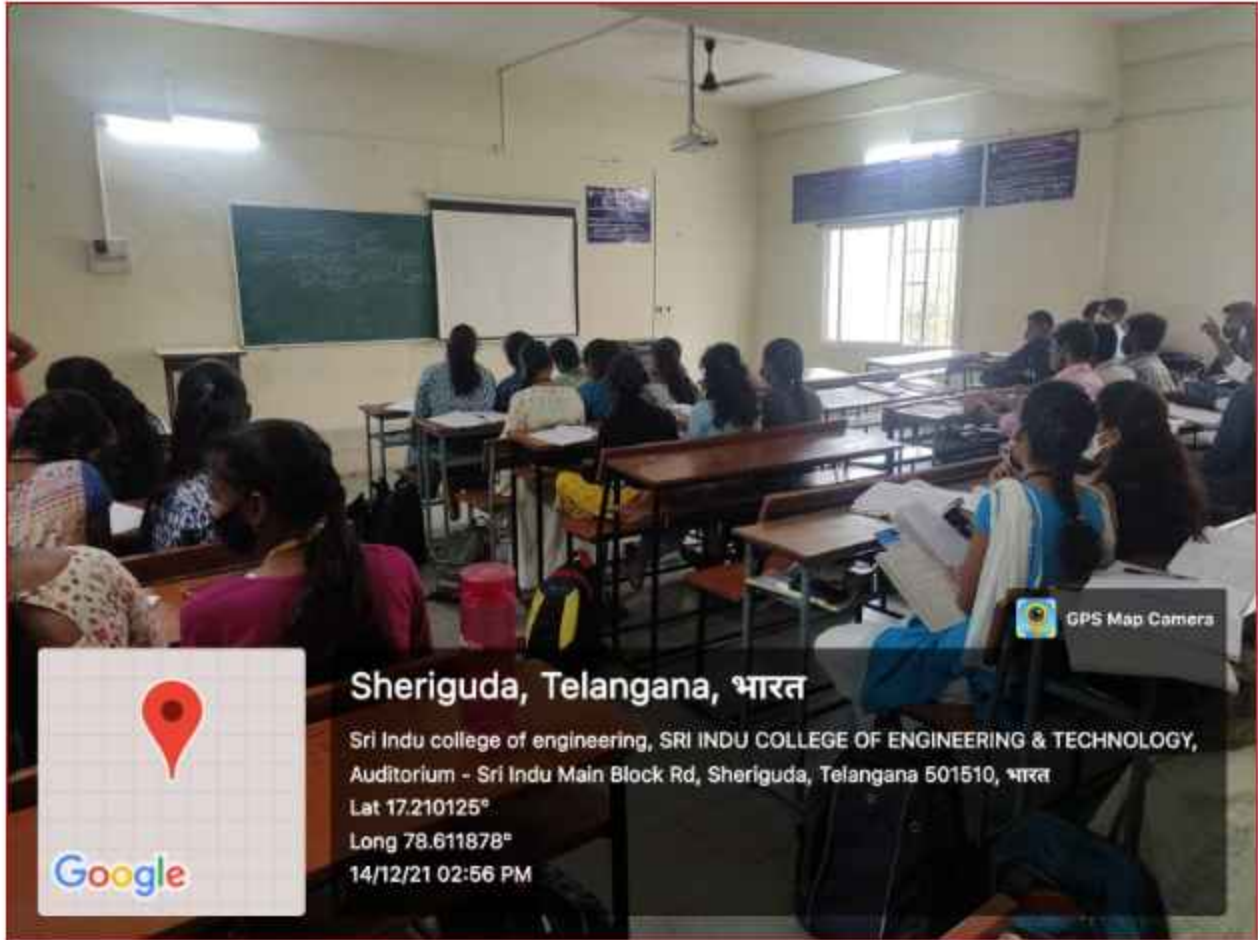 GPS Map Camera
Sheriguda, Telangana, भारत
Sri Indu college of engineering, SRI INDU COLLEGE OF ENGINEERING & TECHNOLOGY,
Auditorium - Sri Indu Main Block Rd, Sheriguda, Telangana 501510, भारत
Lat 17.210125°
Long 78.611878°
14/12/21 02:56 PM
Google